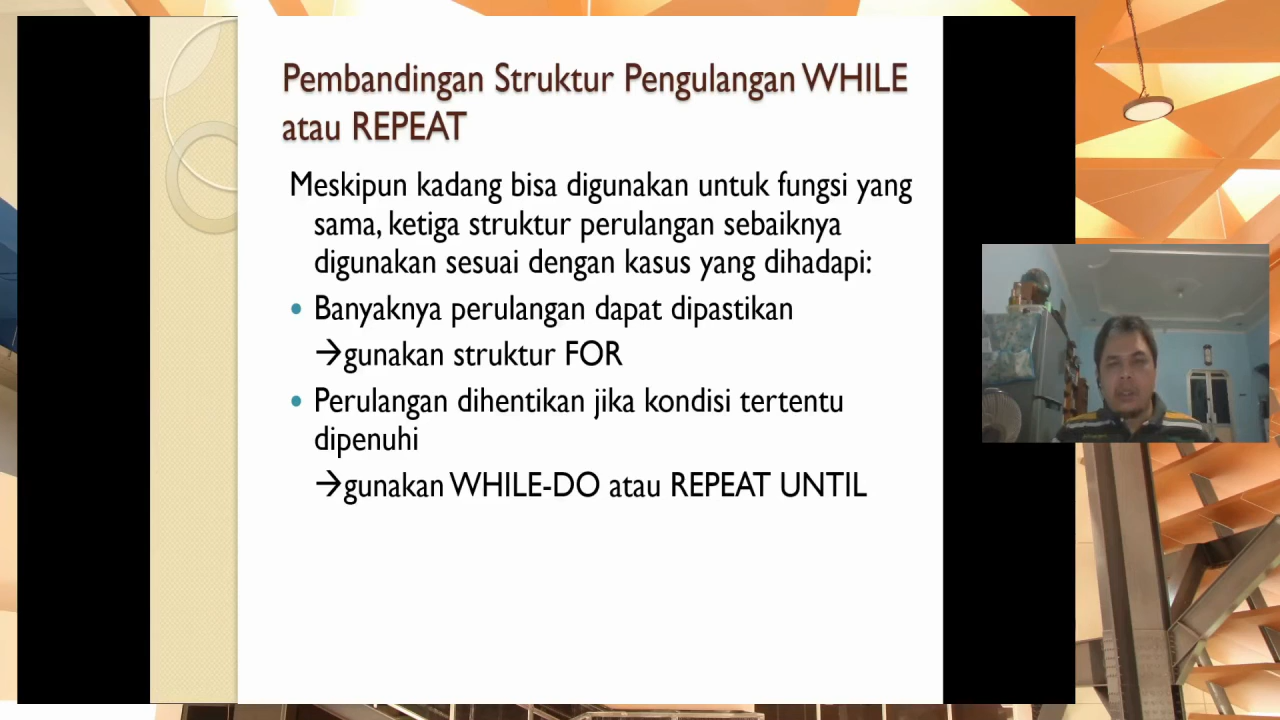 Pembandingan Struktur Pengulangan WHILE
atau REPEAT
Meskipun kadang bisa digunakan untuk fungsi yang
sama, ketiga struktur perulangan sebaiknya
digunakan sesuai dengan kasus yang dihadapi:
• Banyaknya perulangan dapat dipastikan
→gunakan struktur FOR
• Perulangan dihentikan jika kondisi tertentu
dipenuhi
→gunakan WHILE-DO atau REPEAT UNTIL